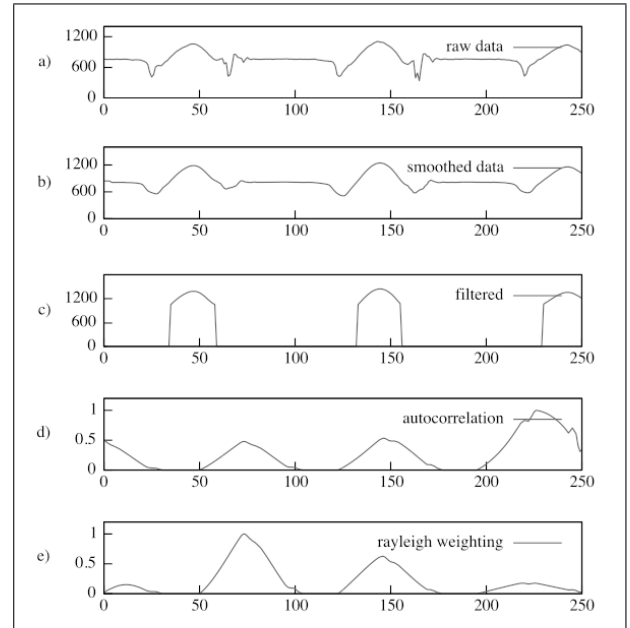 1200
raw data
a)
600
0
0 50 100 150 200 250
1200
smoothed data
b)
600
0
0 50 100 150 200 250
1200
filtered
c)
600
0
0 50 100 150 200 250
1
autocorrelation
d)
0.5
0
0 50 100 150 200 250
1
rayleigh weighting
e)
0.5
0
0 50 100 150 200 250